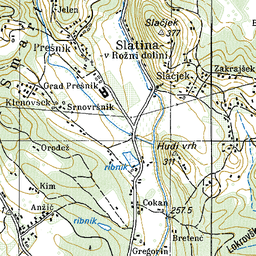 Jelen
Slačjek
377
Prešnik
Slatina
v Rožni dolini
Zakrajšek
Slačjek
Grad Prešnik
Klenovšek
Srnovršnik
Orodež
Hudi vrh
311
ribnik
Kim
Anžič
Cokan
257.5
ribnik
Bretenc
Gregorin